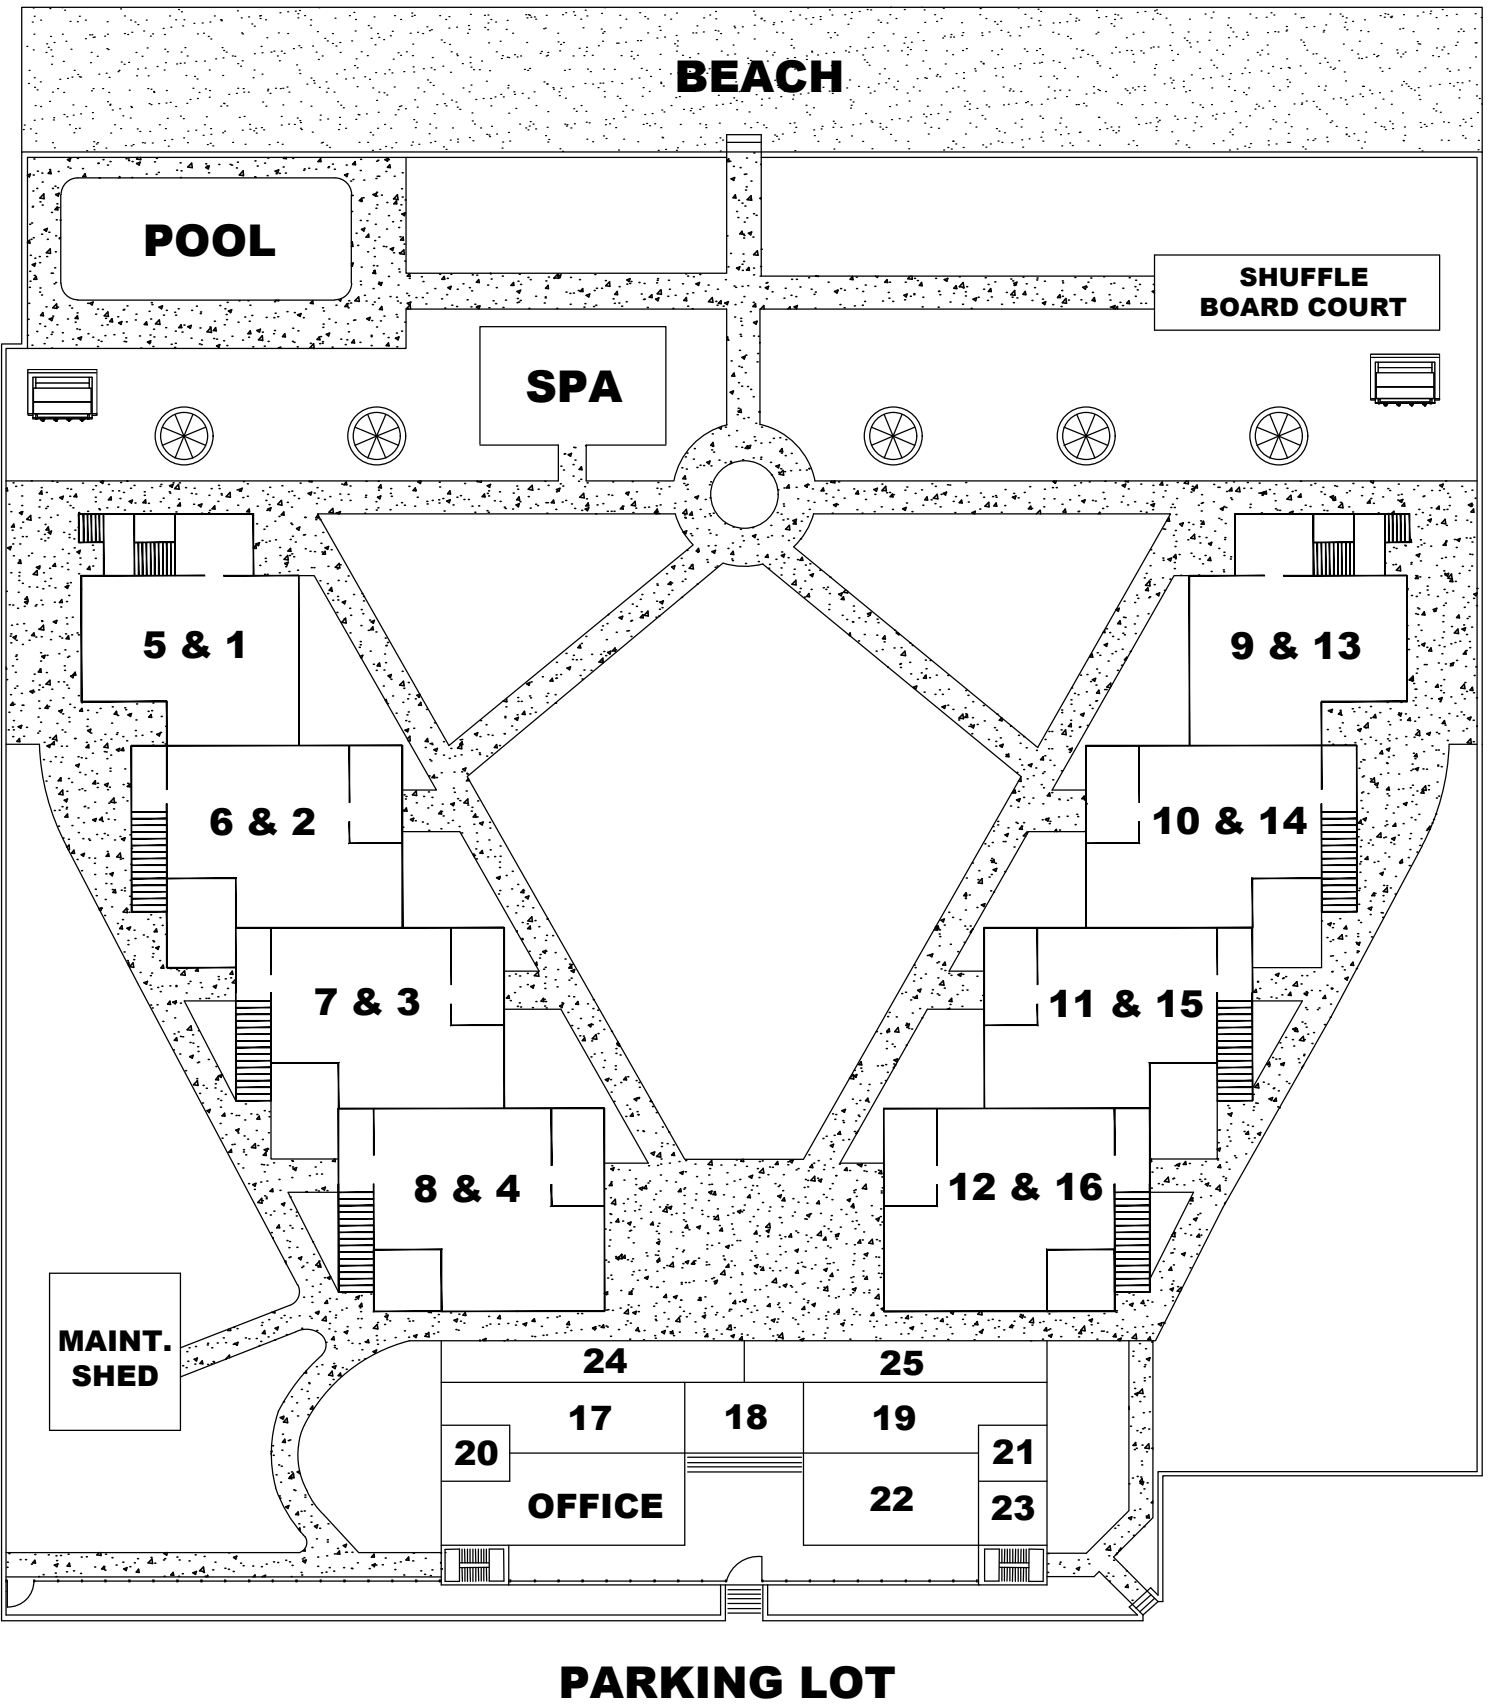 BEACH
POOL
SHUFFLE
BOARD COURT
SPA
5 & 1
9 & 13
6 & 2
10 & 14
7 & 3
11 & 15
8 & 4
12 & 16
MAINT.
SHED
24
25
17
18
19
20
21
OFFICE
22
23
PARKING LOT